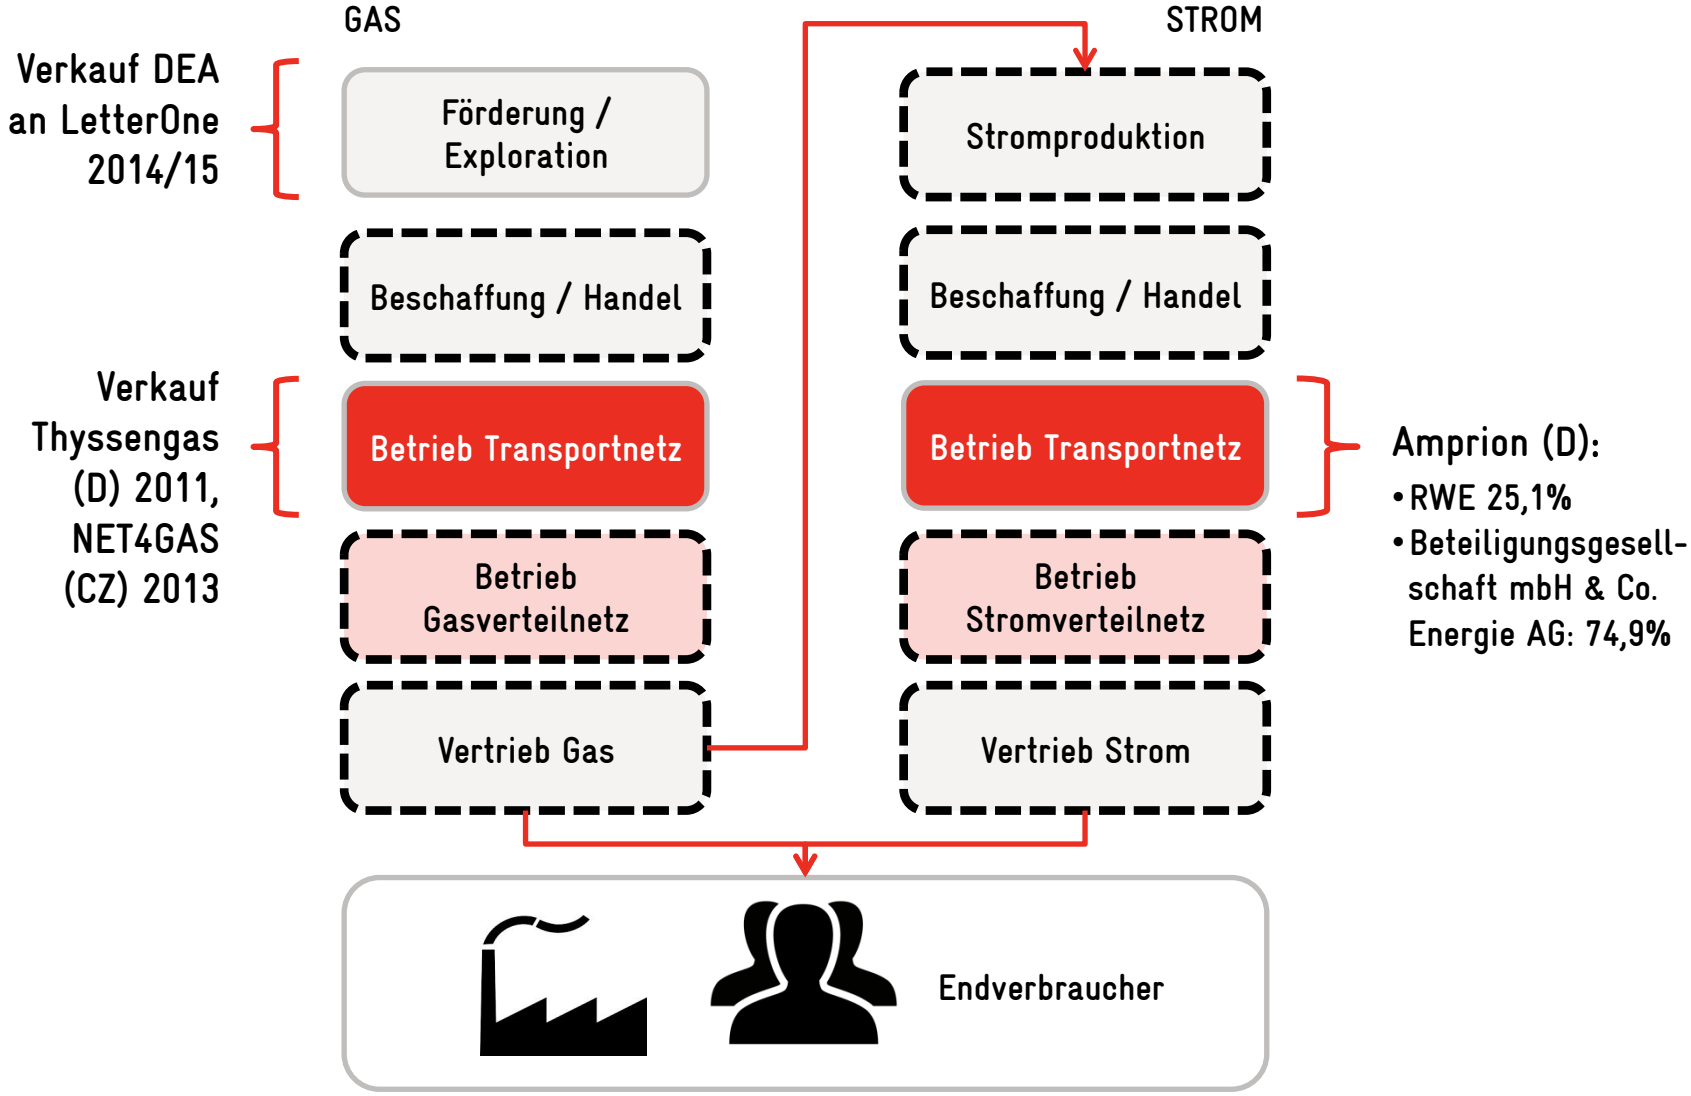 GAS
STROM
Verkauf DEA
an LetterOne
2014/15
Förderung /
Exploration
Stromproduktion
Beschaffung / Handel
Beschaffung / Handel
Verkauf
Thyssengas
(D) 2011,
NET4GAS
(CZ) 2013
Betrieb Transportnetz
Betrieb Transportnetz
Amprion (D):
• RWE 25,1%
• Beteiligungsgesell-
schaft mbH & Co.
Energie AG: 74,9%
Betrieb
Gasverteilnetz
Betrieb
Stromverteilnetz
Vertrieb Gas
Vertrieb Strom
Endverbraucher